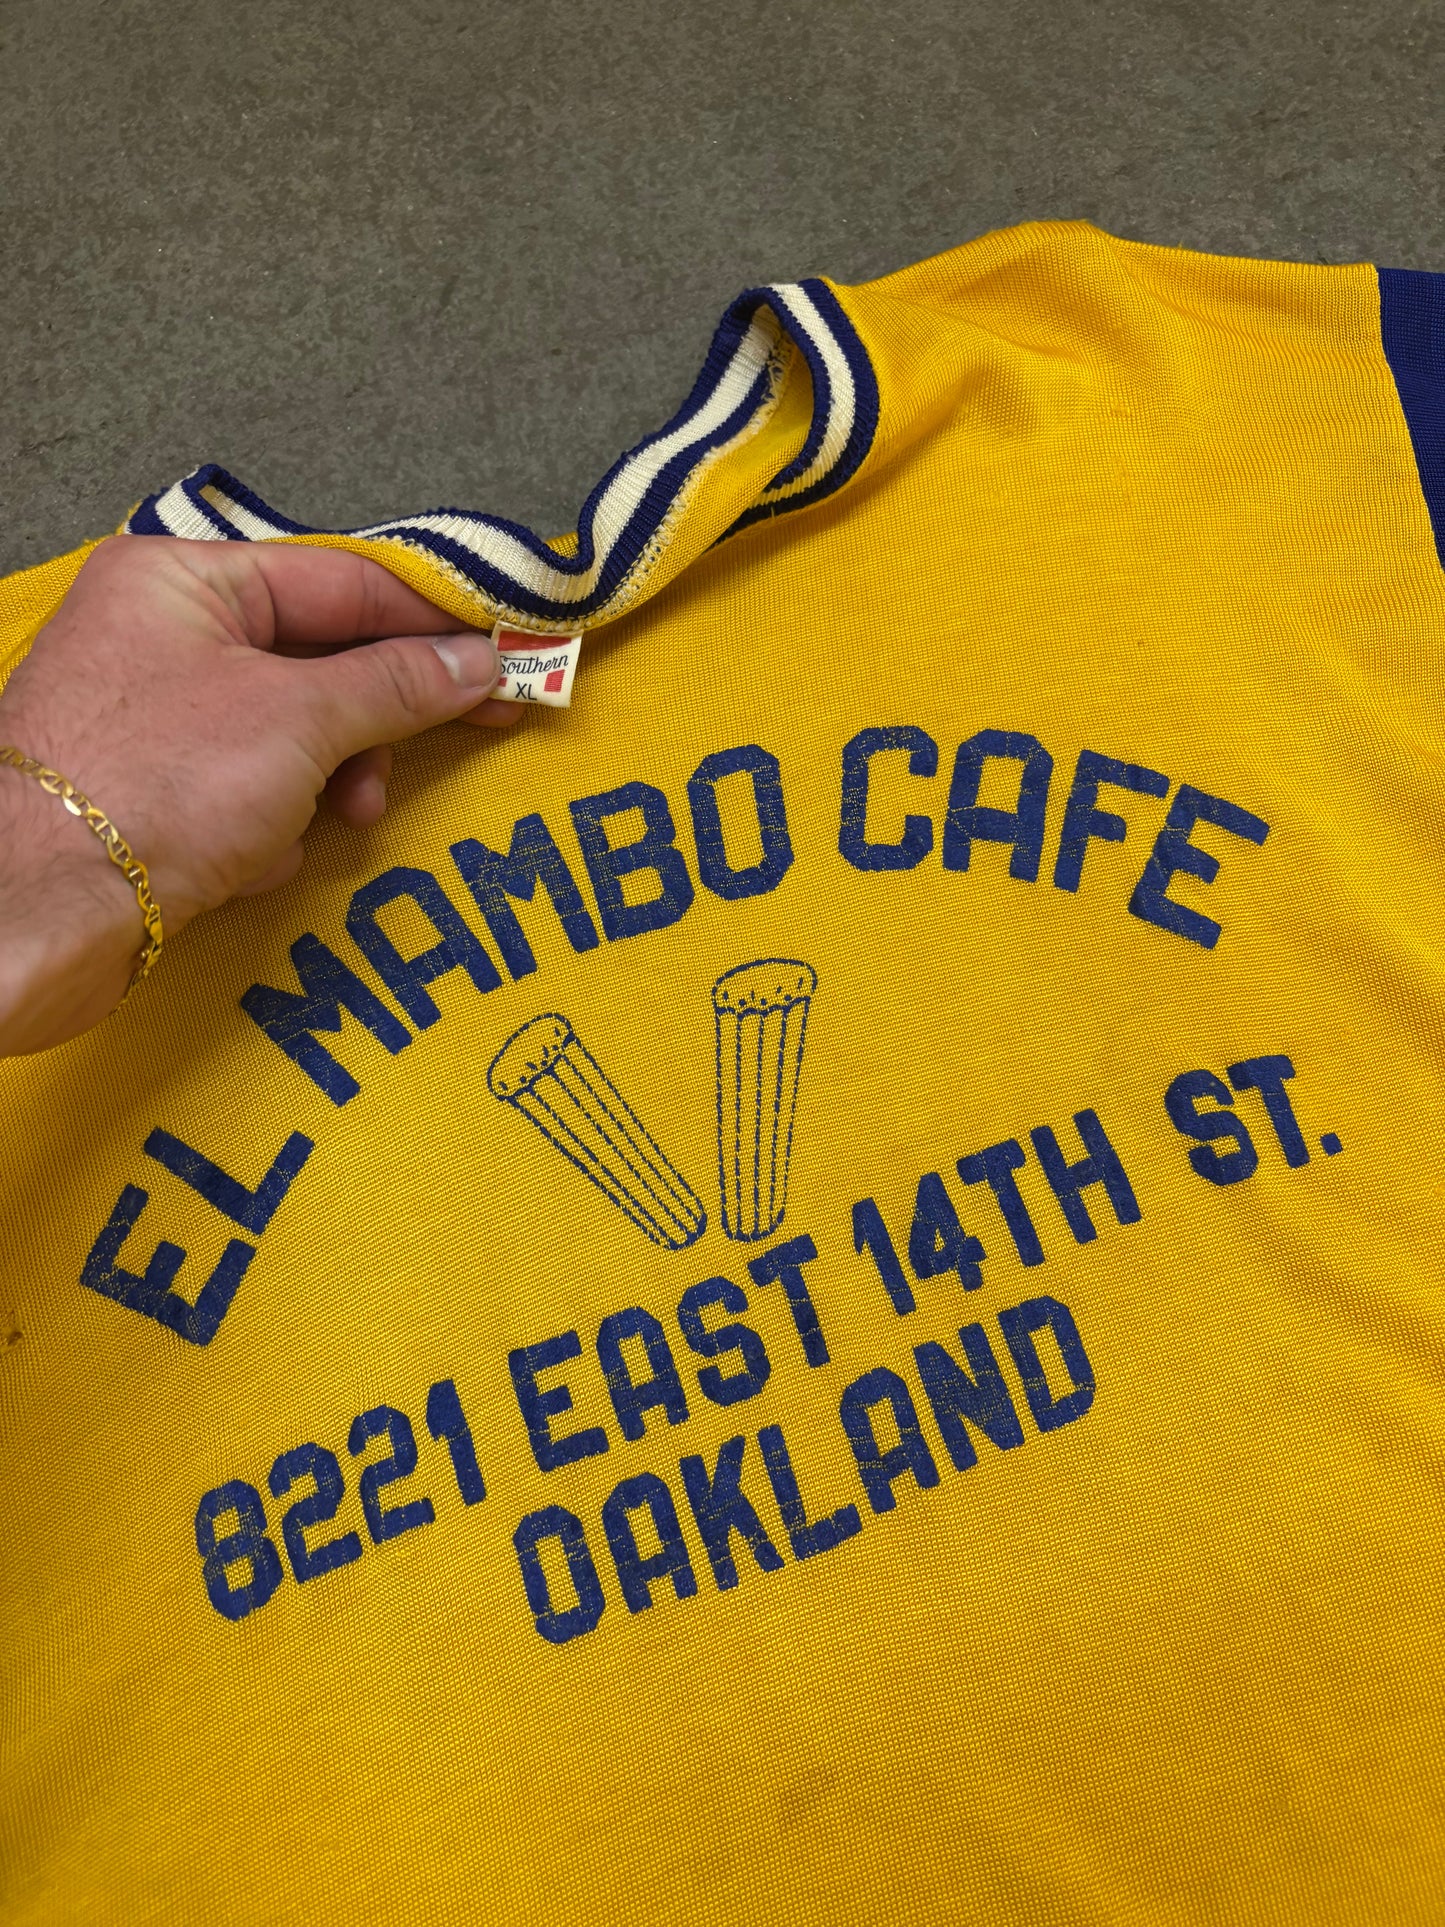 Southern
XL
EL MAMBO CAFE
8221 EAST 14TH ST.
OAKLAND